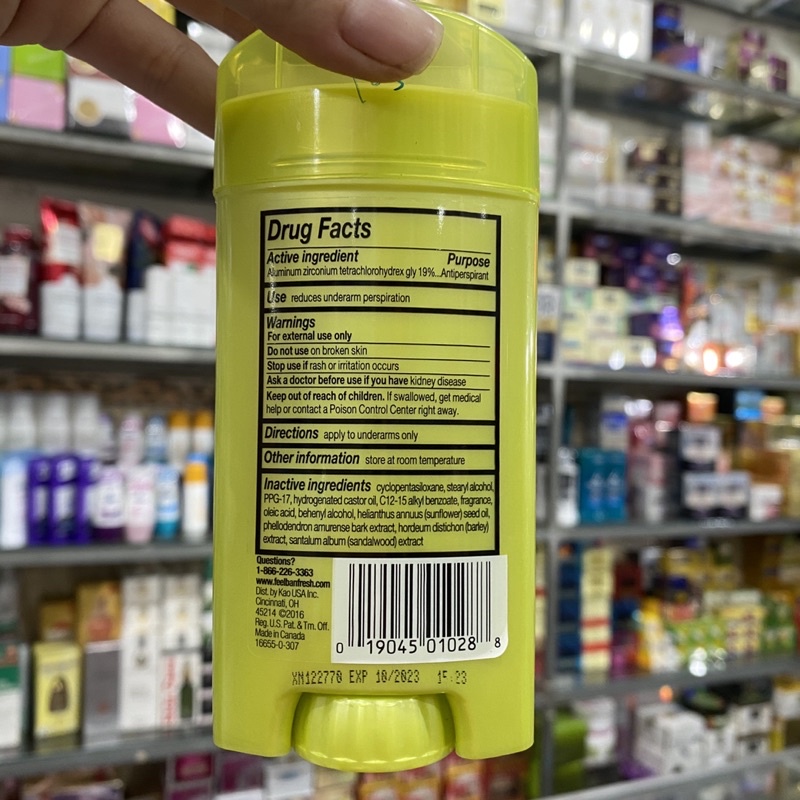 Drug Facts
Active ingredient Purpose
Aluminum zirconium tetrachlorohydrex gly 19%...Antiperspirant
Use reduces underarm perspiration
Warnings
For external use only
Do not use on broken skin
Stop use if rash or irritation occurs
Ask a doctor before use if you have kidney disease
Keep out of reach of children. If swallowed, get medical
help or contact a Poison Control Center right away.
Directions apply to underarms only
Other information store at room temperature
Inactive ingredients cyclopentasiloxane, stearyl alcohol,
PPG-17, hydrogenated castor oil, C12-15 alkyl benzoate, fragrance,
oleic acid, behenyl alcohol, helianthus annuus (sunflower) seed oil,
phellodendron amurense bark extract, hordeum distichon (barley)
extract, santalum album (sandalwood) extract
Questions?
1-866-226-3363
www.feelbanfresh.com
Dist. by Kao USA Inc.
Cincinnati, OH
45214 ©2016
Reg. U.S. Pat. & Tm. Off.
Made in Canada
16655-0-307
0 19045 01028 8
XN122770 EXP 10/2023 15:23